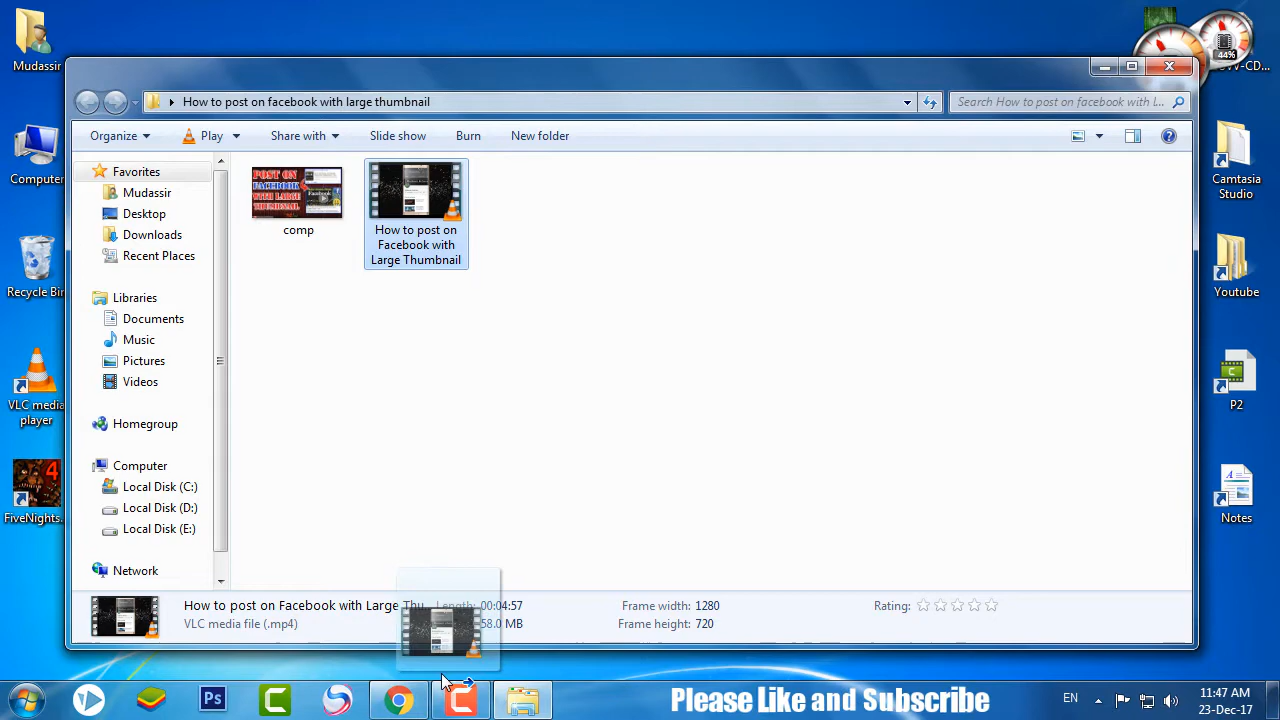 Mudassir
Computer
Recycle Bin
VLC media
player
4
FiveNights.
44%
How to post on facebook with large thumbnail
Search How to post on facebook with l...
Organize
Play
Share with
Slide show
Burn
New folder
Favorites
Mudassir
Desktop
Downloads
Recent Places
Libraries
Documents
Music
Pictures
Videos
Homegroup
Computer
Local Disk (C:)
Local Disk (D:)
Local Disk (E:)
Network
POST ON
FACEBOOK
WITH LARGE
THUMBNAIL
comp
How to post on
Facebook with
Large Thumbnail
How to post on Facebook with Large Thu...
VLC media file (.mp4)
Length: 00:04:57
58.0 MB
Frame width: 1280
Frame height: 720
Rating:
Camtasia
Studio
Youtube
P2
Notes
Ps
C
C
Please Like and Subscribe
EN
11:47 AM
23-Dec-17